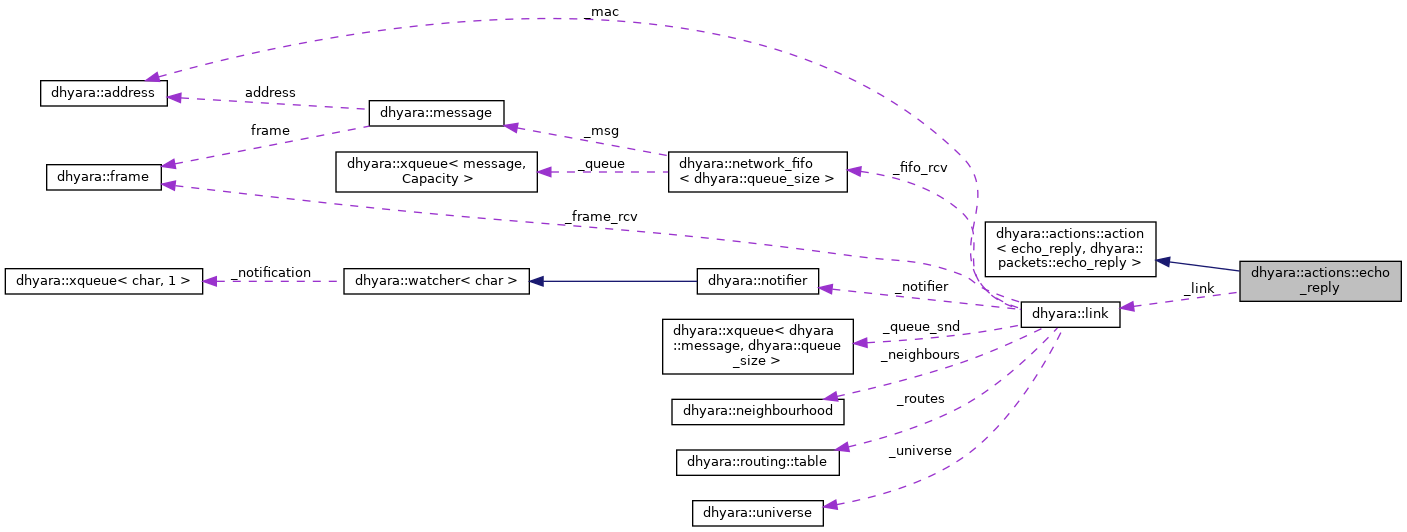 _mac
dhyara::address
address
dhyara::message
frame
_msg
dhyara::xqueue< message,
Capacity >
_queue
dhyara::network_fifo
< dhyara::queue_size >
_fifo_rcv
dhyara::frame
_frame_rcv
dhyara::actions::action
< echo_reply, dhyara::
packets::echo_reply >
dhyara::actions::echo
_reply
_link
dhyara::xqueue< char, 1 >
_notification
dhyara::watcher< char >
dhyara::notifier
_notifier
dhyara::link
dhyara::xqueue< dhyara
::message, dhyara::queue
_size >
_queue_snd
_neighbours
dhyara::neighbourhood
_routes
dhyara::routing::table
_universe
dhyara::universe